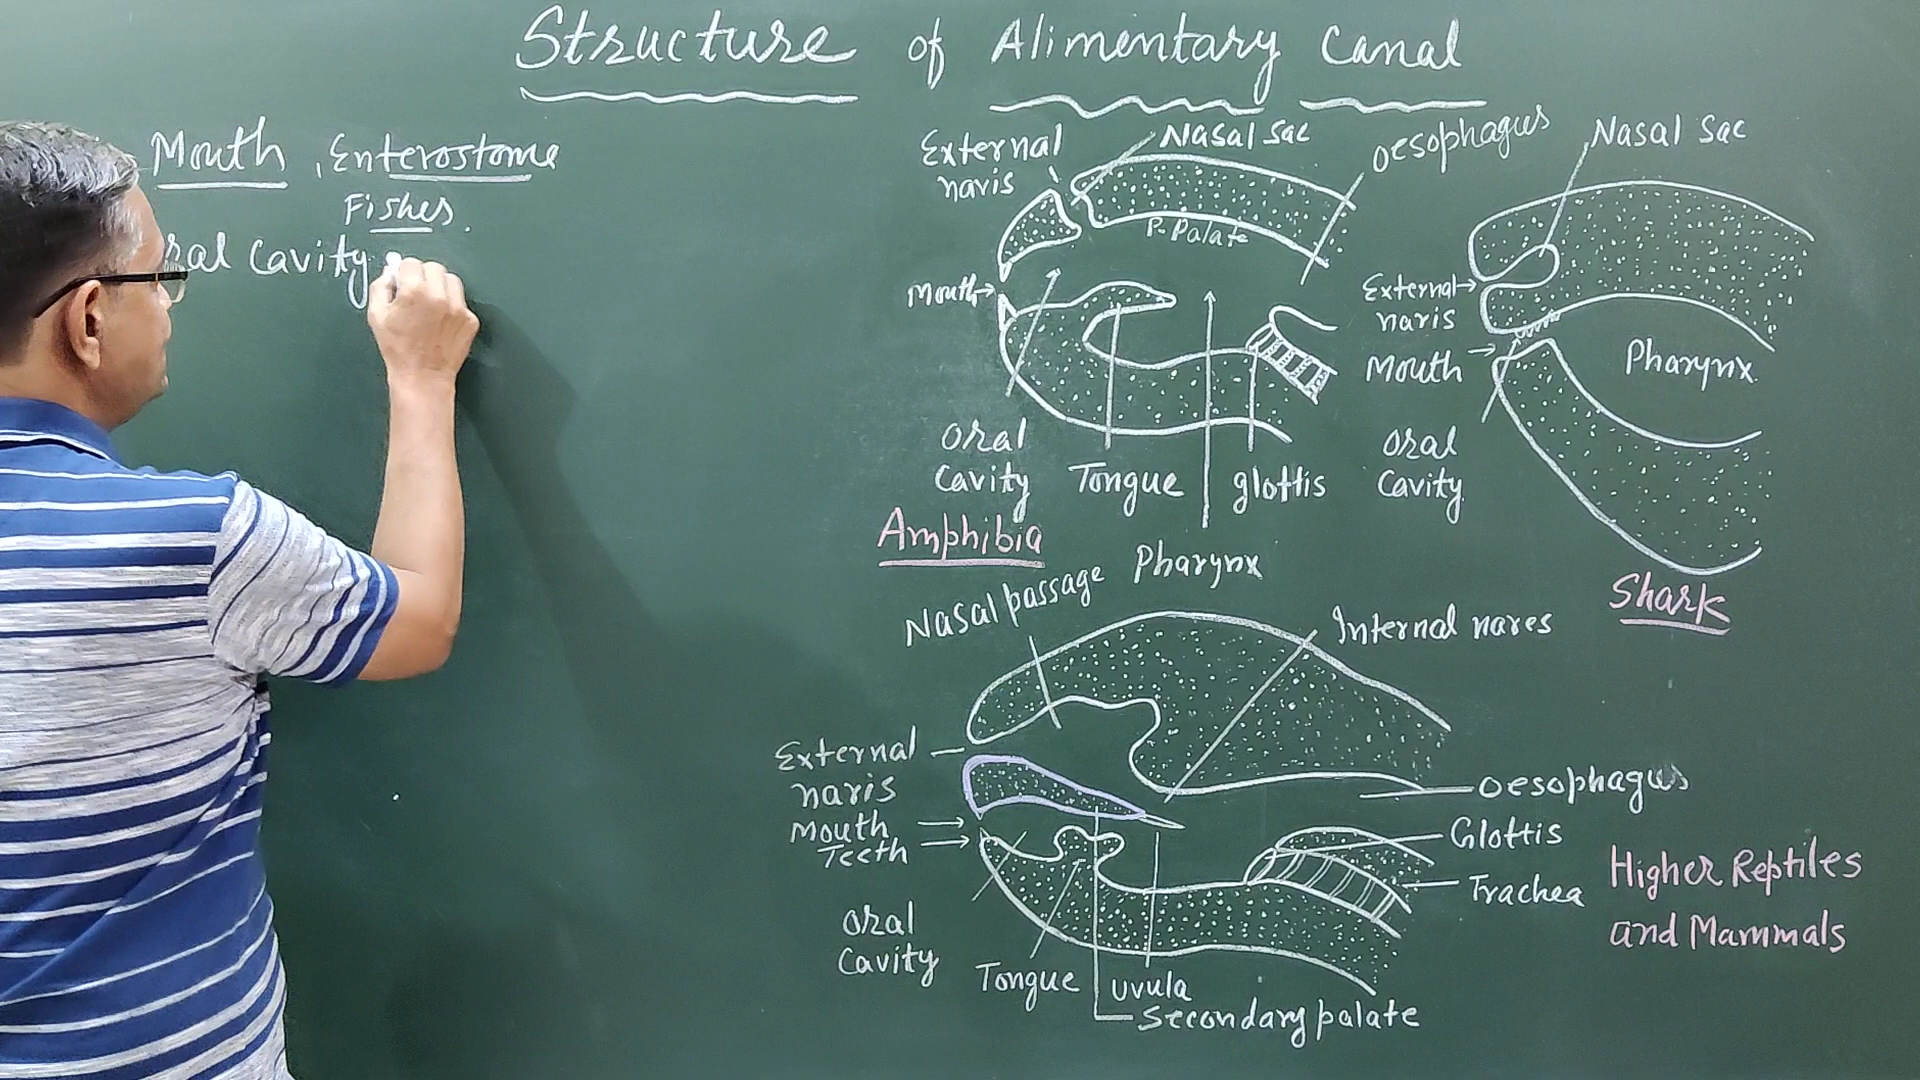 Structure of Alimentary Canal
Mouth, Enterostome
Fishes.
Oral Cavity
External
naris
Nasal Sac
Oesophagus
P. Palate
Mouth
Oral
Cavity
Tongue
glottis
Pharynx
Amphibia
Nasal Sac
External
naris
Mouth
Pharynx
Oral
Cavity
Shark
Nasal passage
Internal nares
External
naris
Mouth
Teeth
Oral
Cavity
Tongue
uvula
Secondary palate
Oesophagus
Glottis
Trachea
Higher Reptiles
and Mammals